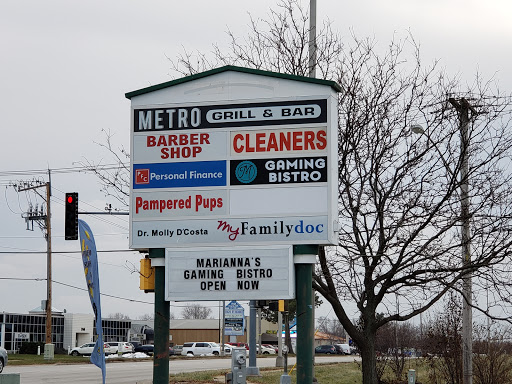 METRO GRILL & BAR
BARBER
SHOP
CLEANERS
Personal Finance
GAMING
BISTRO
Pampered Pups
Dr. Molly D'Costa
myFamilydoc
MARIANNA'S
GAMING BISTRO
OPEN NOW